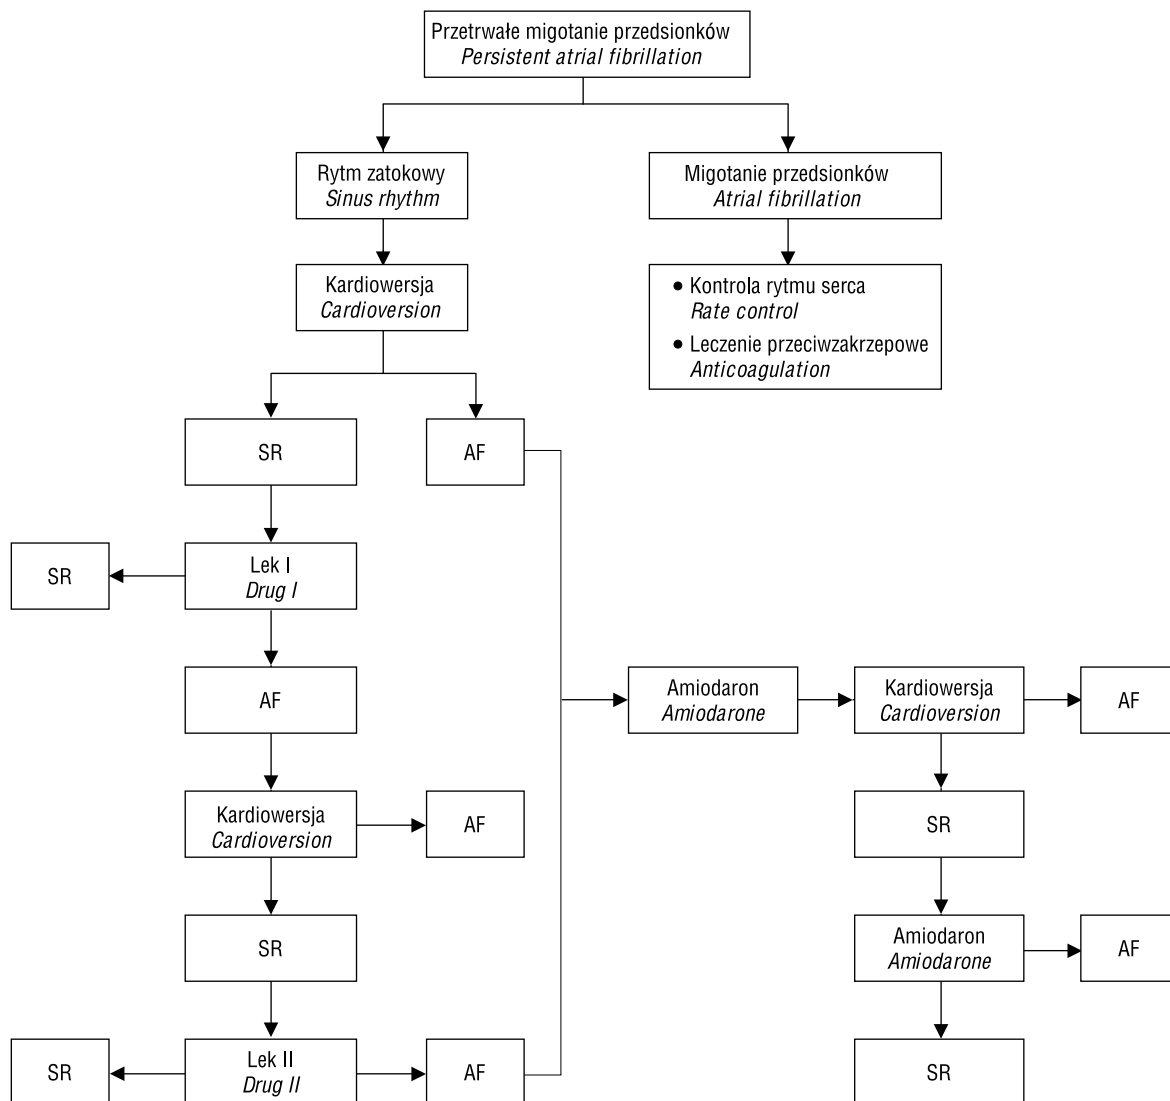 Przetrwałe migotanie przedsionków
Persistent atrial fibrillation
Rytm zatokowy
Sinus rhythm
Migotanie przedsionków
Atrial fibrillation
Kardiowersja
Cardioversion
• Kontrola rytmu serca
Rate control
• Leczenie przeciwzakrzepowe
Anticoagulation
SR
AF
SR
Lek I
Drug I
AF
Amiodaron
Amiodarone
Kardiowersja
Cardioversion
AF
Kardiowersja
Cardioversion
AF
SR
SR
Amiodaron
Amiodarone
AF
SR
Lek II
Drug II
AF
SR